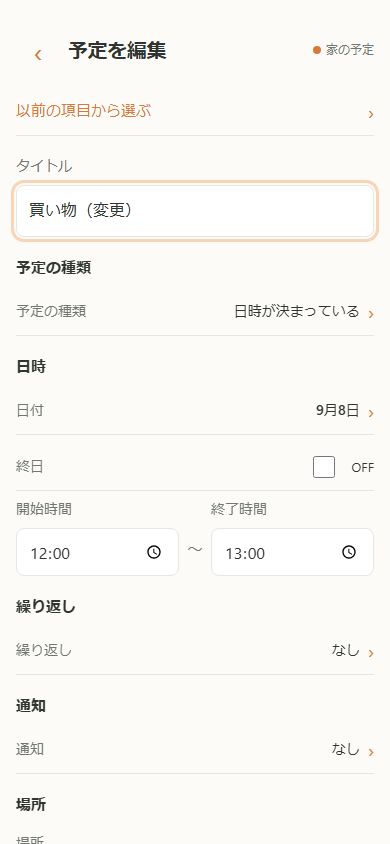 予定を編集
家の予定
以前の項目から選ぶ
タイトル
買い物（変更）
予定の種類
予定の種類 日時が決まっている
日時
日付 9月8日
終日 OFF
開始時間 終了時間
12:00 〜 13:00
繰り返し
繰り返し なし
通知
通知 なし
場所
場所